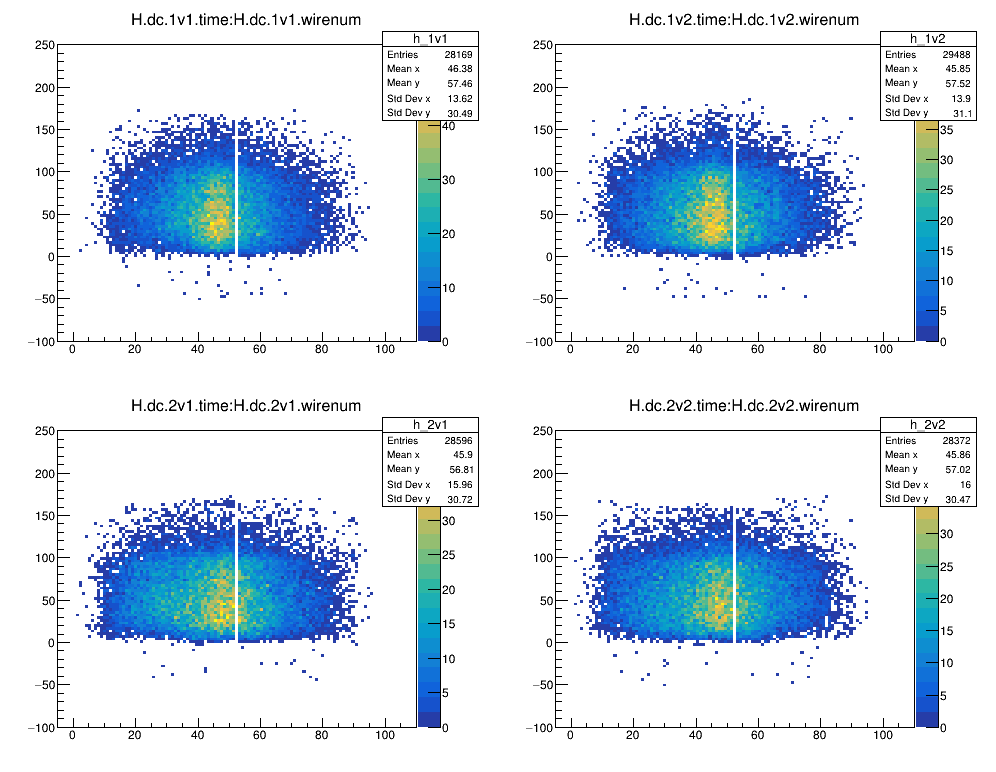 H.dc.1v1.time:H.dc.1v1.wirenum
h_1v1
Entries 28169
Mean x 46.38
Mean y 57.46
Std Dev x 13.62
Std Dev y 30.49
250
200
150
100
50
0
−50
−100
0 20 40 60 80 100
40
30
20
10
0
H.dc.1v2.time:H.dc.1v2.wirenum
h_1v2
Entries 29488
Mean x 45.85
Mean y 57.52
Std Dev x 13.9
Std Dev y 31.1
250
200
150
100
50
0
−50
−100
0 20 40 60 80 100
35
30
25
20
15
10
5
0
H.dc.2v1.time:H.dc.2v1.wirenum
h_2v1
Entries 28596
Mean x 45.9
Mean y 56.81
Std Dev x 15.96
Std Dev y 30.72
250
200
150
100
50
0
−50
−100
0 20 40 60 80 100
30
25
20
15
10
5
0
H.dc.2v2.time:H.dc.2v2.wirenum
h_2v2
Entries 28372
Mean x 45.86
Mean y 57.02
Std Dev x 16
Std Dev y 30.47
250
200
150
100
50
0
−50
−100
0 20 40 60 80 100
30
25
20
15
10
5
0